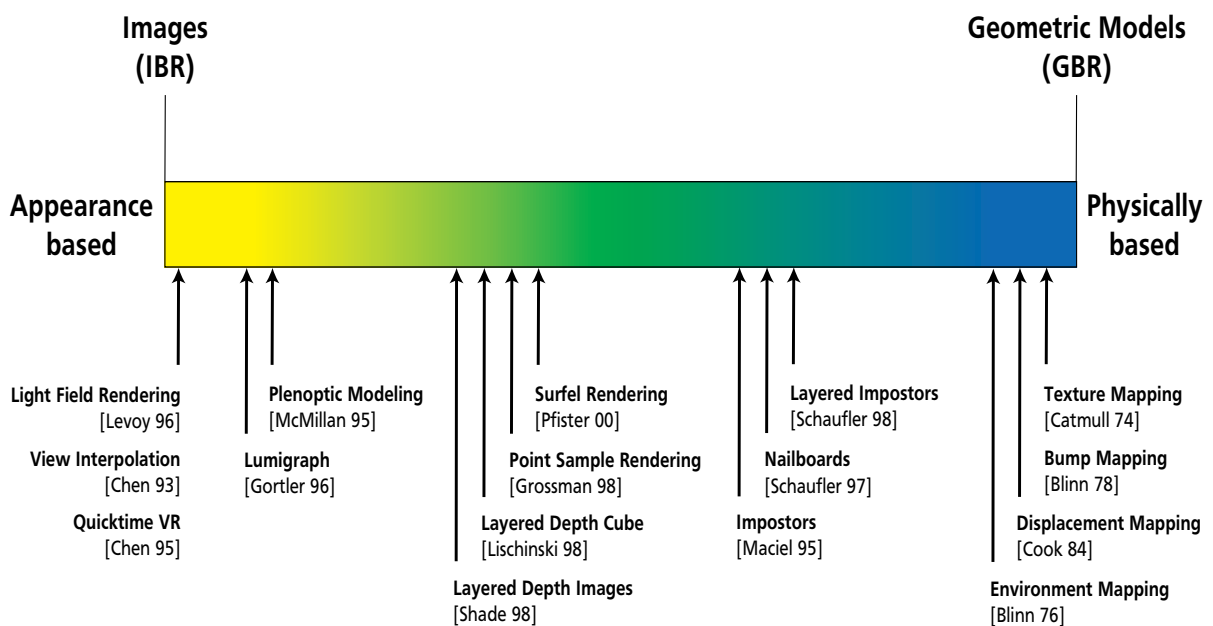 Images
(IBR)
Geometric Models
(GBR)
Appearance
based
Physically
based
Light Field Rendering
[Levoy 96]
View Interpolation
[Chen 93]
Quicktime VR
[Chen 95]
Plenoptic Modeling
[McMillan 95]
Lumigraph
[Gortler 96]
Surfel Rendering
[Pfister 00]
Point Sample Rendering
[Grossman 98]
Layered Depth Cube
[Lischinski 98]
Layered Depth Images
[Shade 98]
Layered Impostors
[Schaufler 98]
Nailboards
[Schaufler 97]
Impostors
[Maciel 95]
Texture Mapping
[Catmull 74]
Bump Mapping
[Blinn 78]
Displacement Mapping
[Cook 84]
Environment Mapping
[Blinn 76]